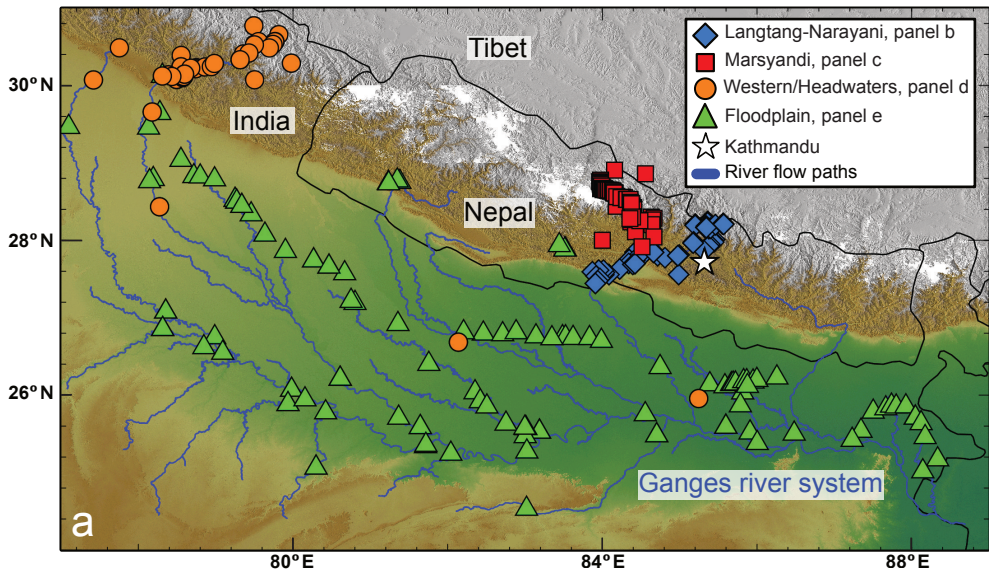 Langtang-Narayani, panel b
Marsyandi, panel c
Western/Headwaters, panel d
Floodplain, panel e
Kathmandu
River flow paths
Tibet
India
Nepal
Ganges river system
a
30°N
28°N
26°N
80°E
84°E
88°E